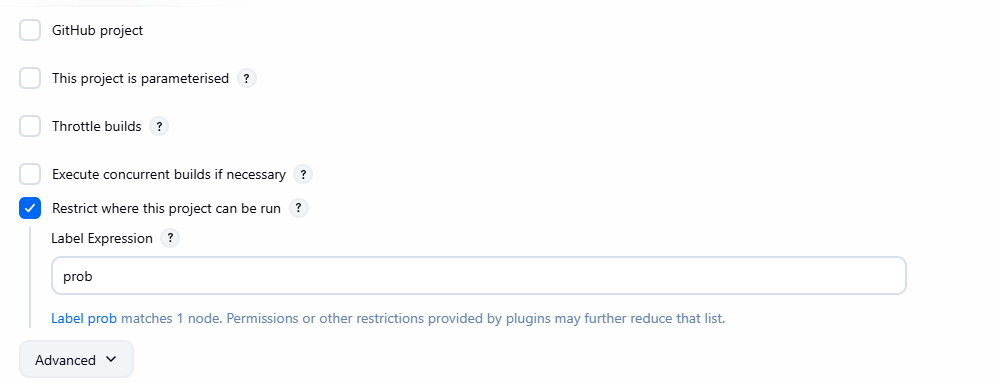 GitHub project
This project is parameterised ?
Throttle builds ?
Execute concurrent builds if necessary ?
Restrict where this project can be run ?
Label Expression ?
prob
Label prob matches 1 node. Permissions or other restrictions provided by plugins may further reduce that list.
Advanced